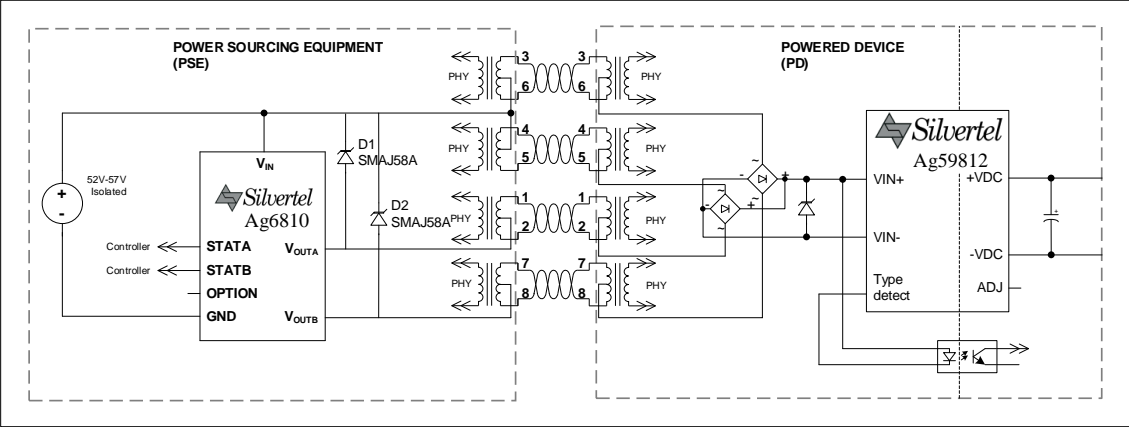 POWER SOURCING EQUIPMENT
(PSE)
POWERED DEVICE
(PD)
PHY
3
6
3
6
PHY
PHY
4
5
4
5
PHY
PHY
1
2
1
2
PHY
PHY
7
8
7
8
PHY
52V-57V
Isolated
+
-
VIN
Silvertel
Ag6810
Controller
STATA
Controller
STATB
OPTION
GND
VOUTA
VOUTB
D1
SMAJ58A
D2
SMAJ58A
~
-
+
~
~
-
+
~
Silvertel
Ag59812
VIN+
VIN-
Type
detect
+VDC
-VDC
ADJ
+